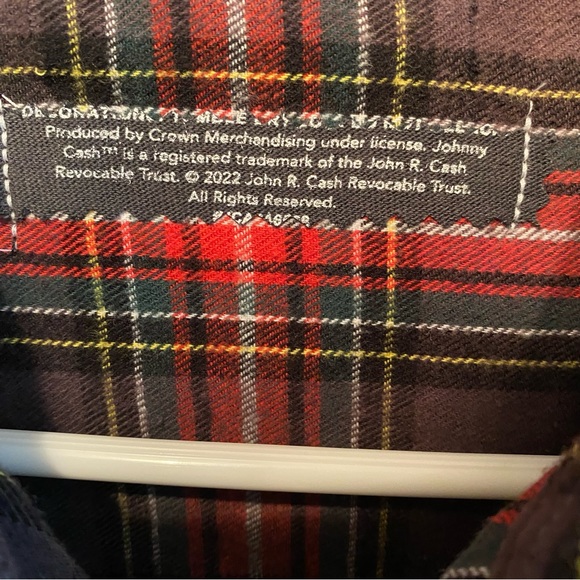 Produced by Crown Merchandising under license. Johnny
Cash™ is a registered trademark of the John R. Cash
Revocable Trust. © 2022 John R. Cash Revocable Trust.
All Rights Reserved.